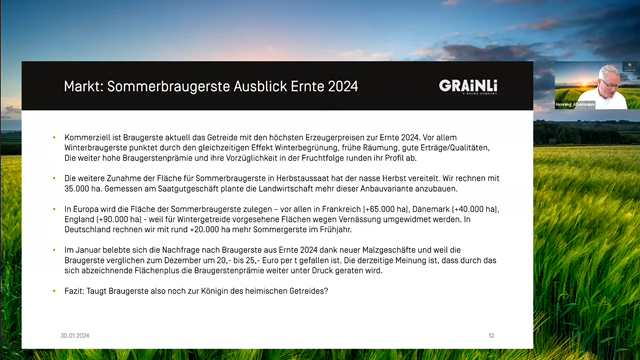 Markt: Sommerbraugerste Ausblick Ernte 2024
GRAiNLi
Kommerziell ist Braugerste aktuell das Getreide mit den höchsten Erzeugerpreisen zur Ernte 2024. Vor allem
Winterbraugerste punktet durch den gleichzeitigen Effekt Winterbegrünung, frühe Räumung, gute Erträge/Qualitäten,
Die weiter hohe Braugerstenprämie und ihre Vorzüglichkeit in der Fruchtfolge runden ihr Profil ab.
Die weitere Zunahme der Fläche für Sommergerste in Herbstaussaat hat der nasse Herbst vereitelt. Wir rechnen mit
35.000 ha. Gemessen am Saatgutgeschäft plante die Landwirtschaft mehr dieser Anbauvariante anzubauen.
In Europa wird die Fläche der Sommergerste zulegen – vor allen in Frankreich (+65.000 ha), Dänemark (+40.000 ha),
England (+90.000 ha) - weil für Wintergetreide vorgesehene Flächen wegen Vernässung umgewidmet werden. In
Deutschland rechnen wir mit rund +20.000 ha mehr Sommergerste im Frühjahr.
Im Januar belebte sich die Nachfrage nach Braugerste aus Ernte 2024 dank neuer Malzgeschäfte und weil die
Braugerste verglichen zum Dezember um 20,- bis 25,- Euro per t gefallen ist. Die derzeitige Meinung ist, dass durch das
sich abzeichnende Flächenplus die Braugerstenprämie weiter unter Druck geraten wird.
Fazit: Taugt Braugerste also noch zur Königin des heimischen Getreides?
30.01.2024
12